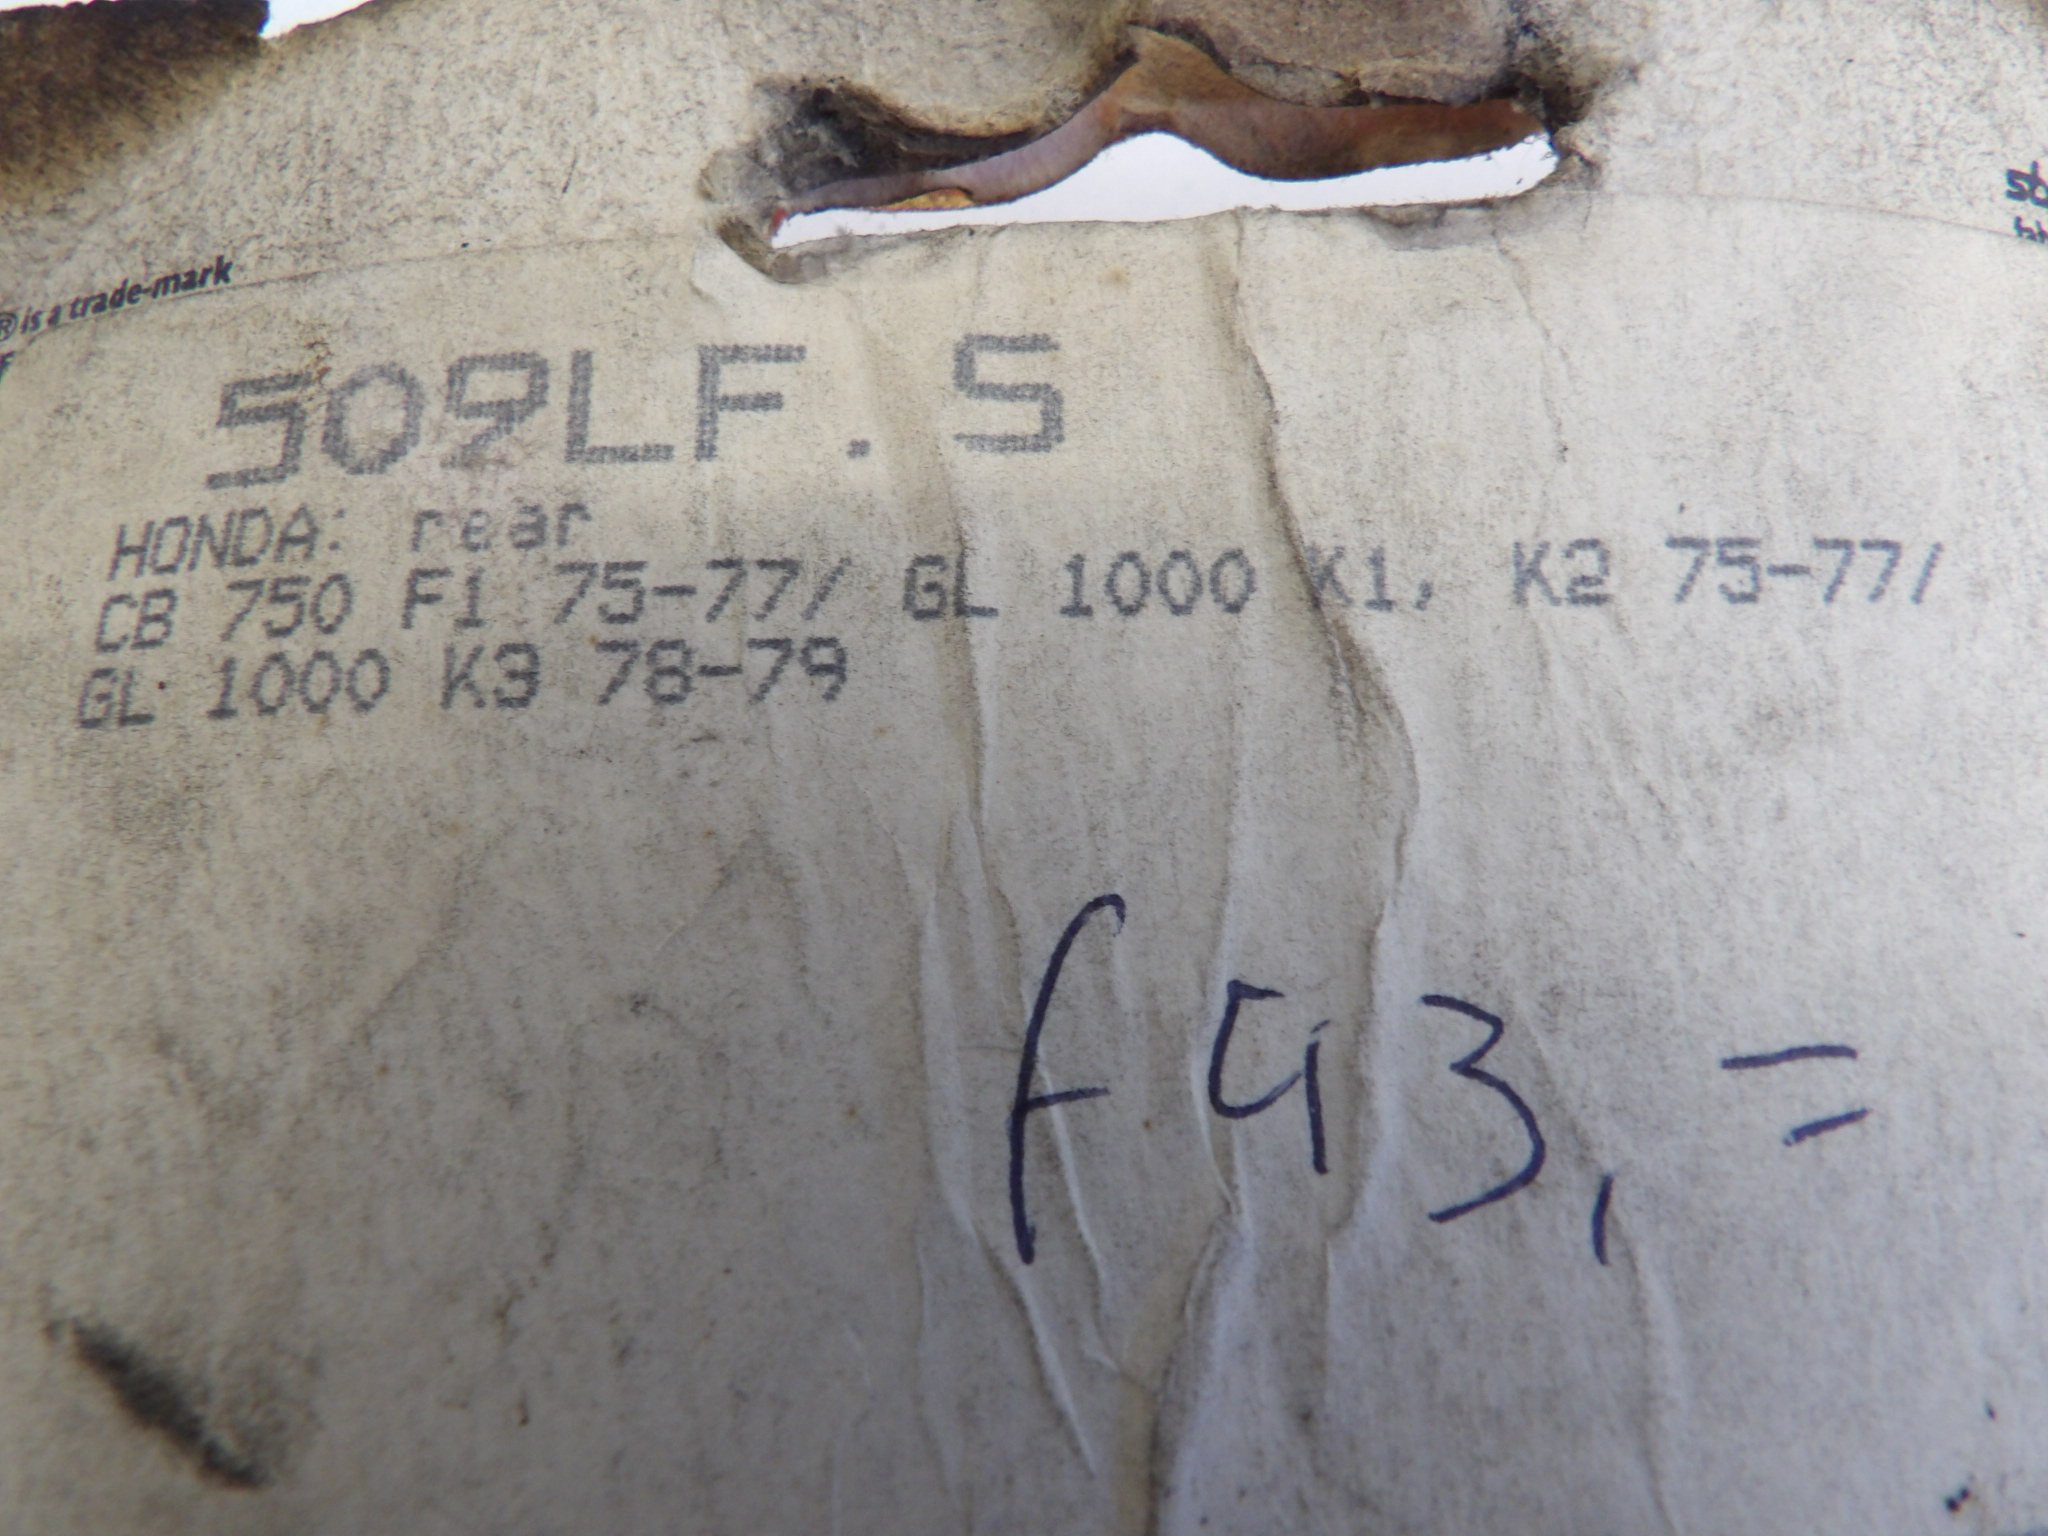 ® is a trade-mark
509LF.S
HONDA: rear
CB 750 F1 75-77/ GL 1000 K1, K2 75-77/
GL 1000 K3 78-79
f 93,=